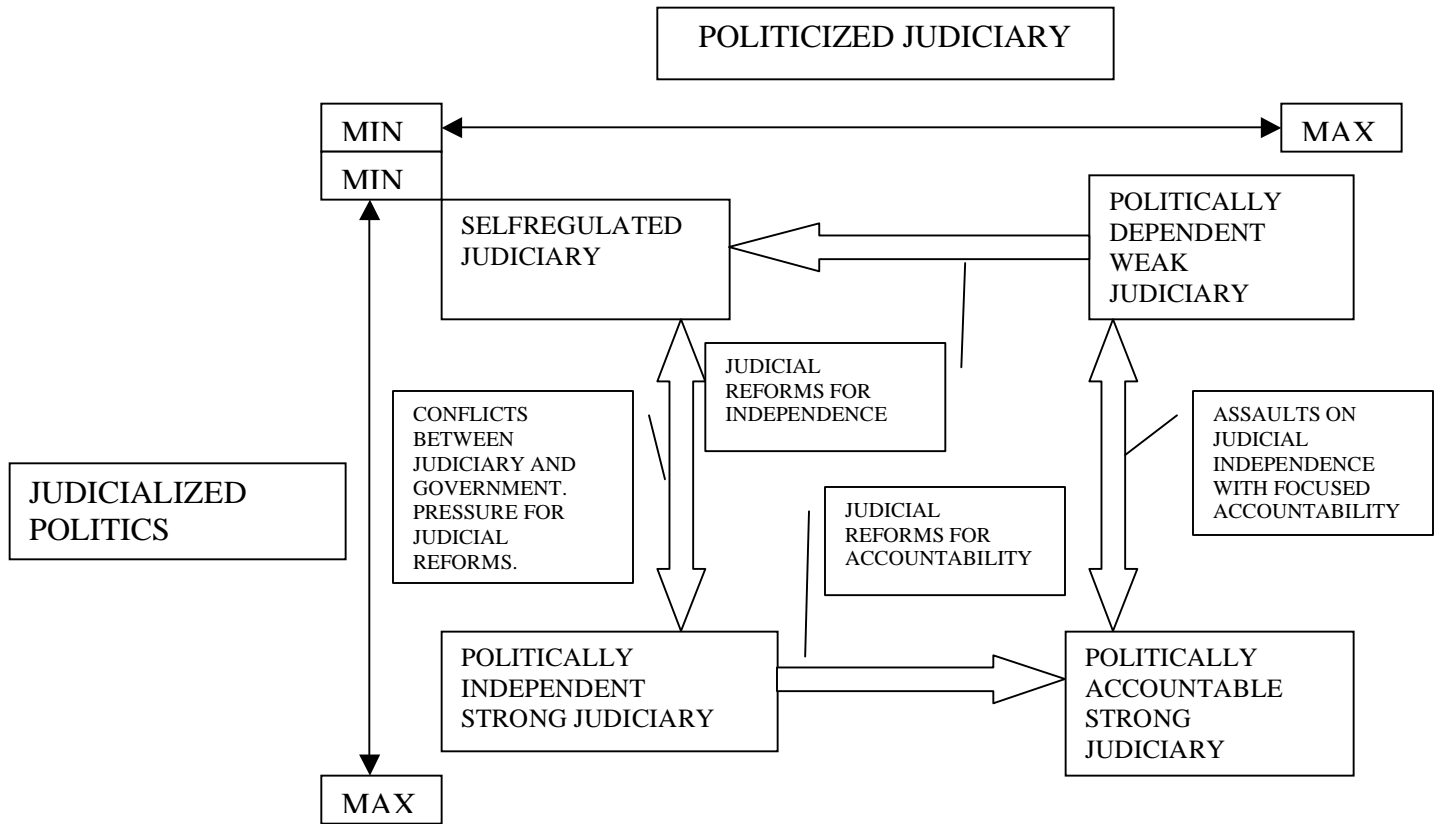 POLITICIZED JUDICIARY
MIN
MAX
MIN
SELFREGULATED
JUDICIARY
POLITICALLY
DEPENDENT
WEAK
JUDICIARY
JUDICIAL
REFORMS FOR
INDEPENDENCE
CONFLICTS
BETWEEN
JUDICIARY AND
GOVERNMENT.
PRESSURE FOR
JUDICIAL
REFORMS.
ASSAULTS ON
JUDICIAL
INDEPENDENCE
WITH FOCUSED
ACCOUNTABILITY
JUDICIALIZED
POLITICS
JUDICIAL
REFORMS FOR
ACCOUNTABILITY
POLITICALLY
INDEPENDENT
STRONG JUDICIARY
POLITICALLY
ACCOUNTABLE
STRONG
JUDICIARY
MAX